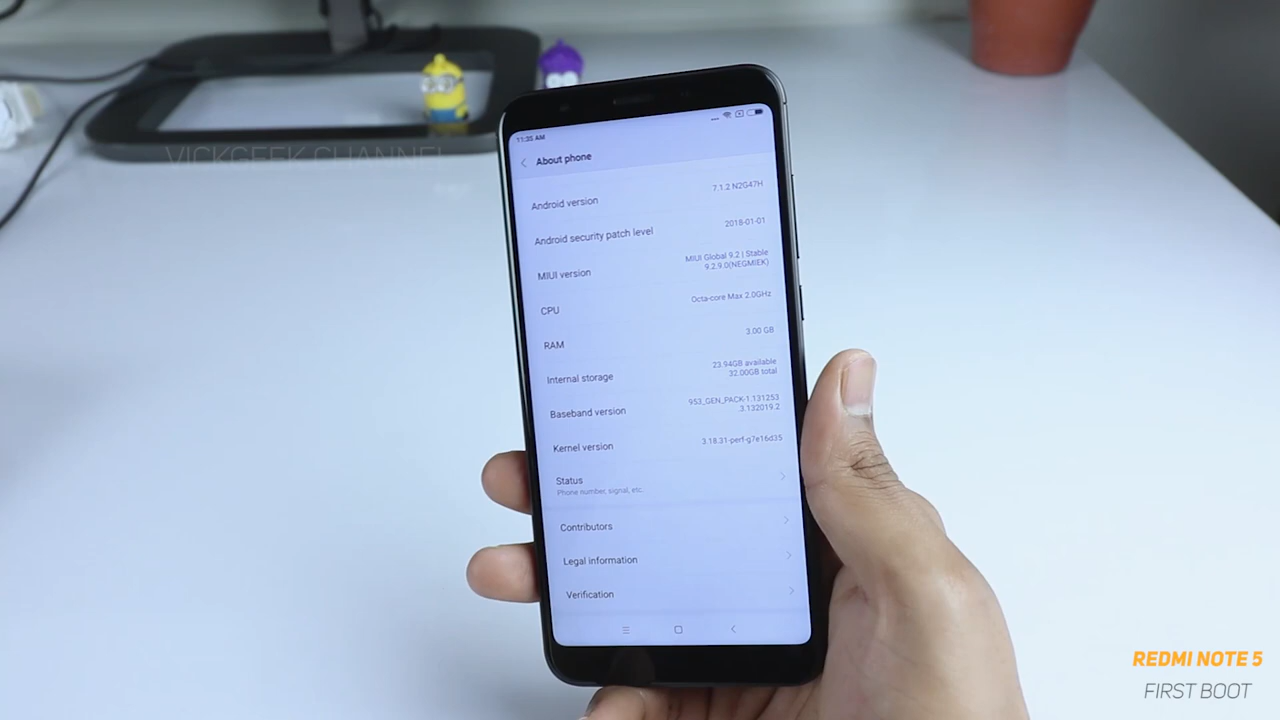 VICKGEEK CHANNEL
11:35 AM
About phone
Android version
7.1.2 N2G47H
Android security patch level
2018-01-01
MIUI version
MIUI Global 9.2 | Stable
9.2.9.0(NEGMIEK)
CPU
Octa-core Max 2.0GHz
RAM
3.00 GB
Internal storage
23.94GB available
32.00GB total
Baseband version
953_GEN_PACK-1.131253
.3.132019.2
Kernel version
3.18.31-perf-g7e16d35
Status
Phone number, signal, etc.
Contributors
Legal information
Verification
REDMI NOTE 5
FIRST BOOT